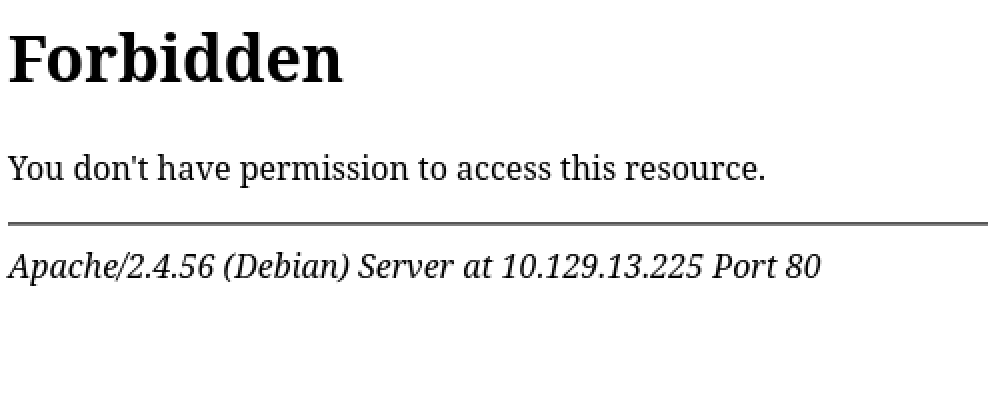 Forbidden
You don't have permission to access this resource.
Apache/2.4.56 (Debian) Server at 10.129.13.225 Port 80